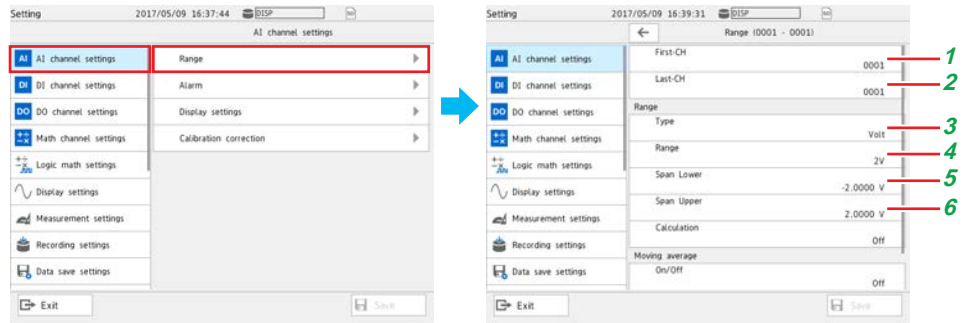 Setting 2017/05/09 16:37:44 DISP SD
AI channel settings
AI AI channel settings
DI DI channel settings
DO DO channel settings
Math channel settings
Logic math settings
Display settings
Measurement settings
Recording settings
Data save settings
Range
Alarm
Display settings
Calibration correction
Exit
Save
Setting 2017/05/09 16:39:31 DISP SD
Range (0001 - 0001)
AI AI channel settings
DI DI channel settings
DO DO channel settings
Math channel settings
Logic math settings
Display settings
Measurement settings
Recording settings
Data save settings
First-CH
0001
1
Last-CH
0001
2
Range
Type
Volt
3
Range
2V
4
Span Lower
-2.0000 V
5
Span Upper
2.0000 V
6
Calculation
Off
Moving average
On/Off
Off
Exit
Save